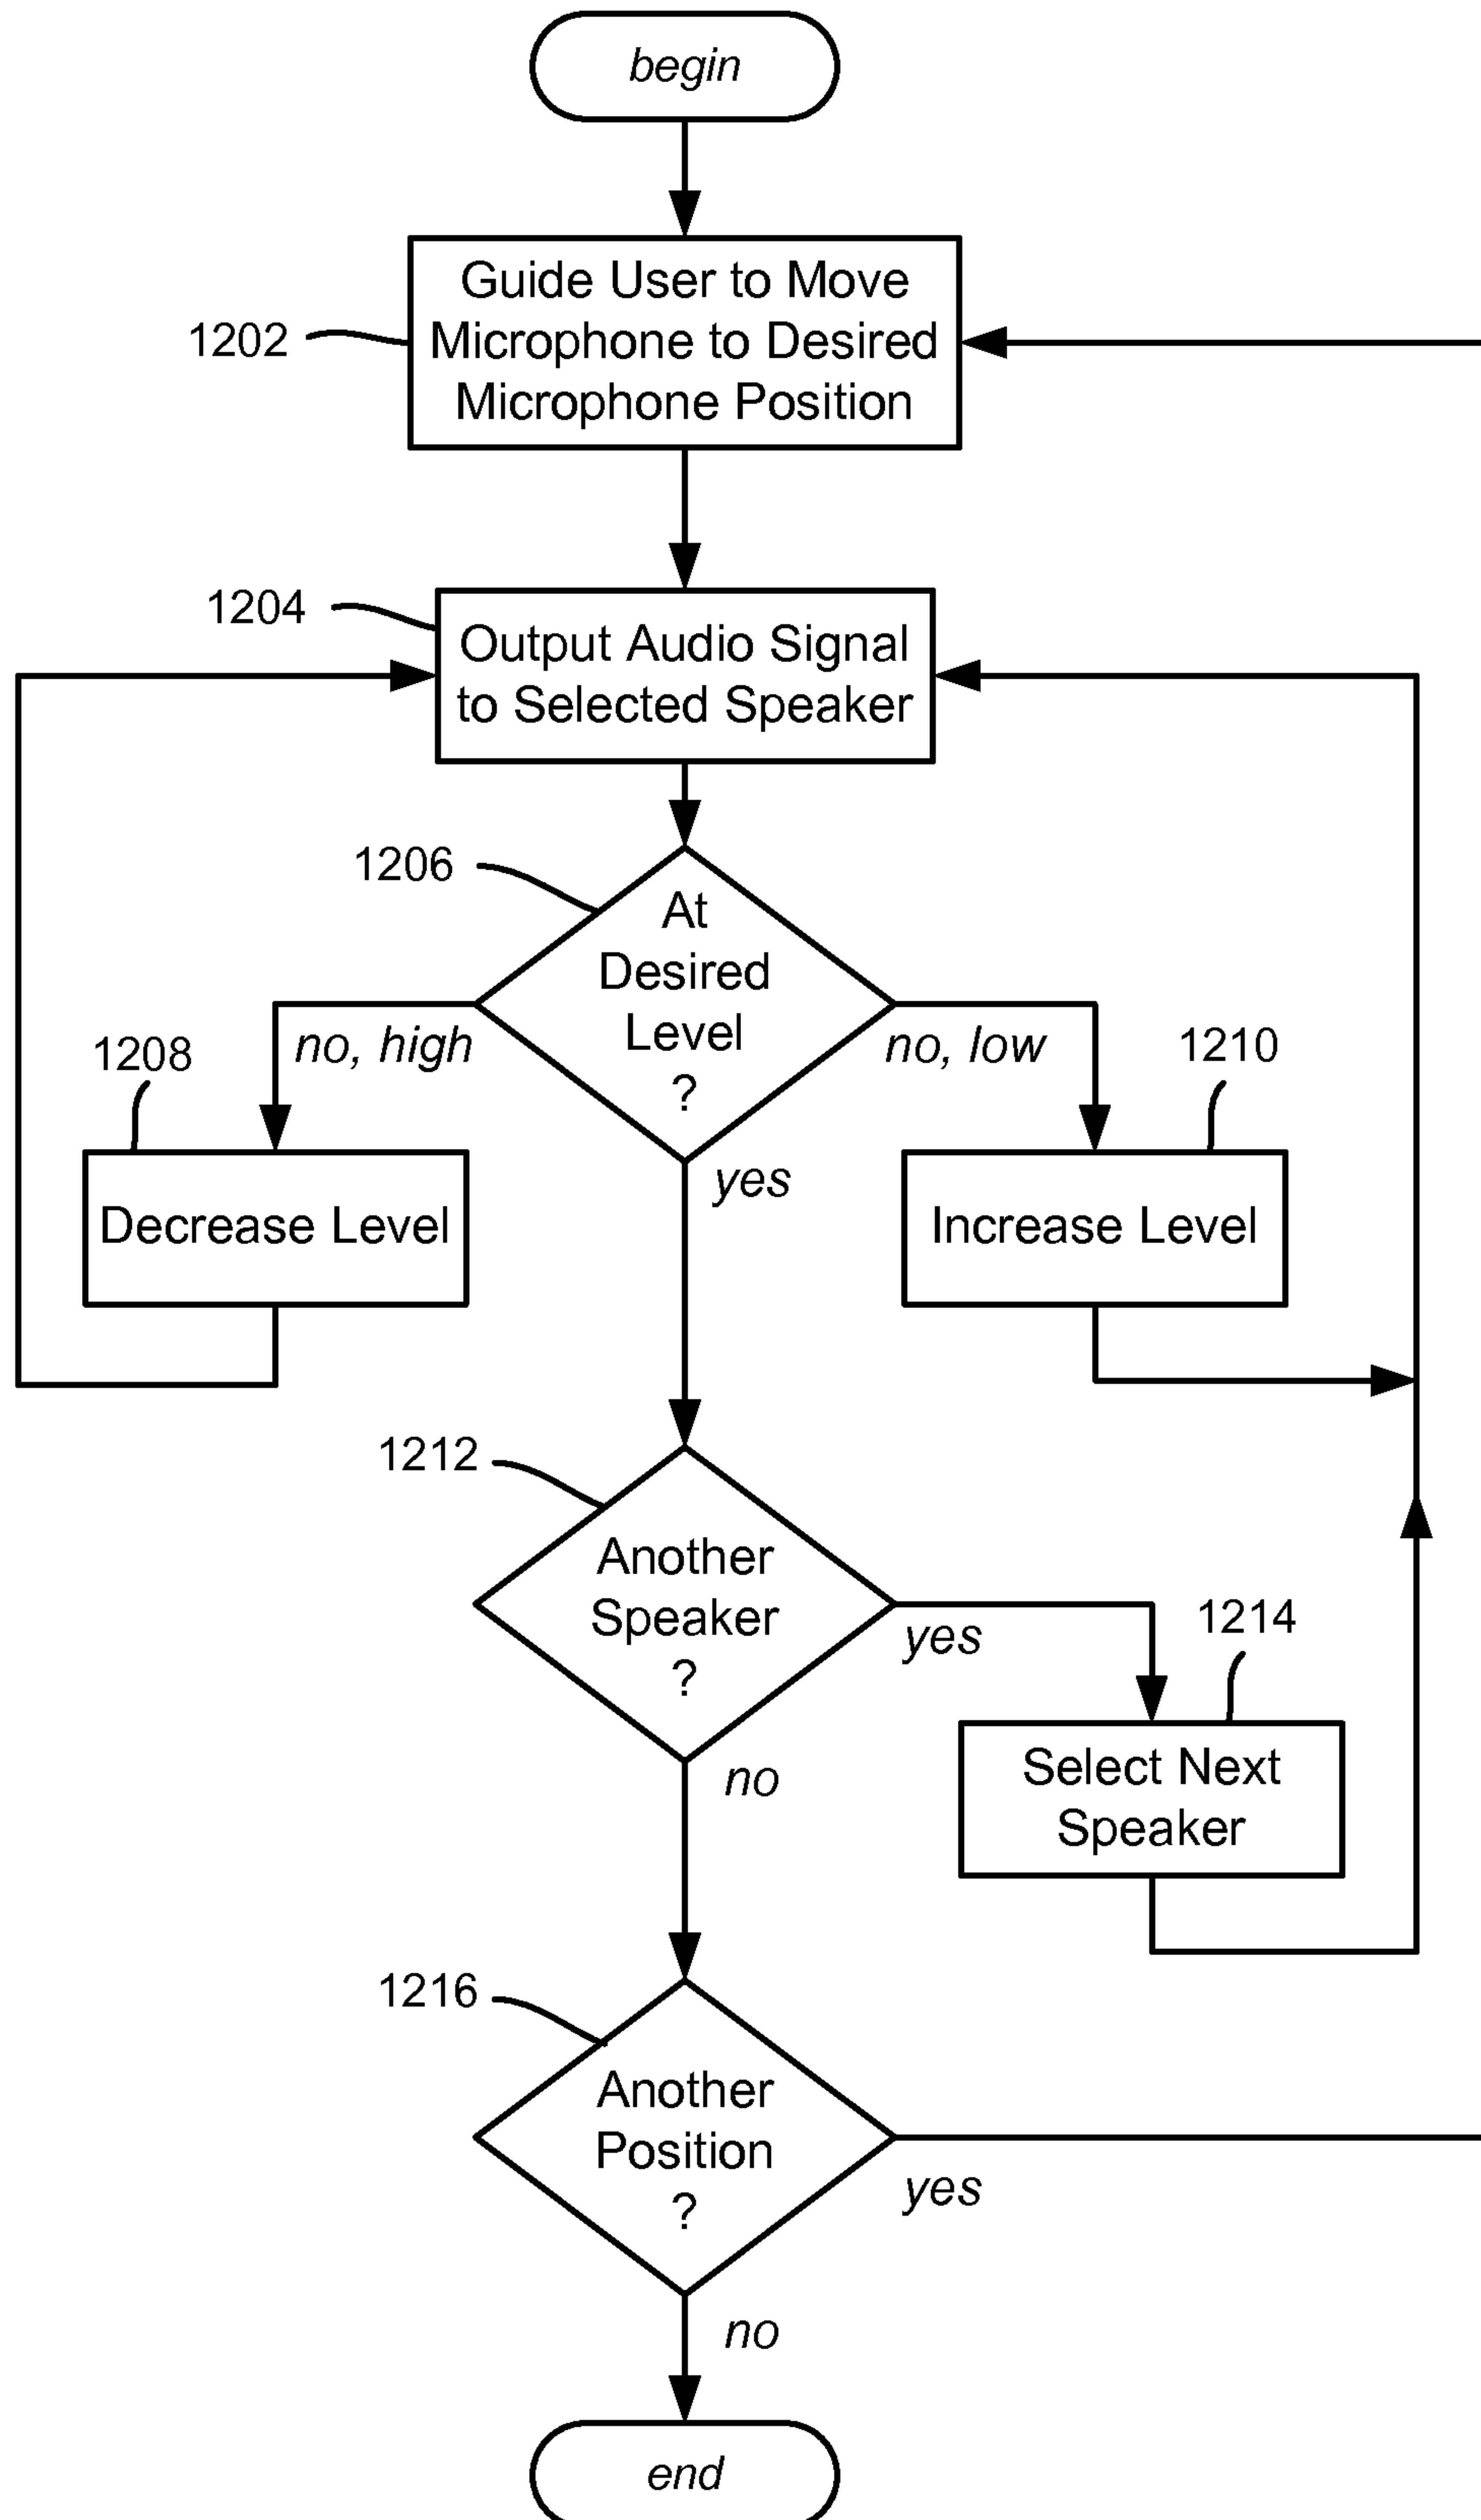 begin
1202
Guide User to Move
Microphone to Desired
Microphone Position
1204
Output Audio Signal
to Selected Speaker
1206
At
Desired
Level
?
no, high
no, low
1208
1210
Decrease Level
yes
Increase Level
1212
Another
Speaker
?
yes
1214
no
Select Next
Speaker
1216
Another
Position
?
yes
no
end